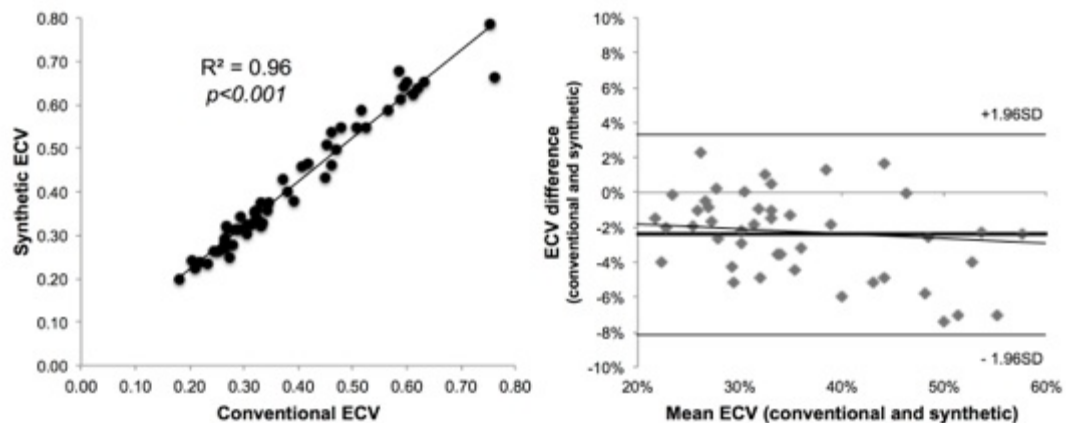 0.80
0.70
0.60
0.50
0.40
0.30
0.20
0.10
0.00
Synthetic ECV
R² = 0.96
p<0.001
0.00 0.10 0.20 0.30 0.40 0.50 0.60 0.70 0.80
Conventional ECV
10%
8%
6%
4%
2%
0%
-2%
-4%
-6%
-8%
-10%
ECV difference
(conventional and synthetic)
+1.96SD
- 1.96SD
20% 30% 40% 50% 60%
Mean ECV (conventional and synthetic)